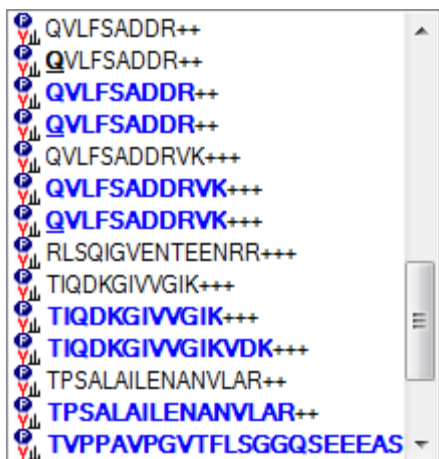 QVLFSADDR++
QVLFSADDR++
QVLFSADDR++
QVLFSADDR++
QVLFSADDRVK+++
QVLFSADDRVK+++
QVLFSADDRVK+++
RLSQIGVENTEENRR+++
TIQDKGIVVGIK+++
TIQDKGIVVGIK+++
TIQDKGIVVGIKVDK+++
TPSALAILENANVLAR++
TPSALAILENANVLAR++
TVPPAVPGVTFLSGGQSEEEAS